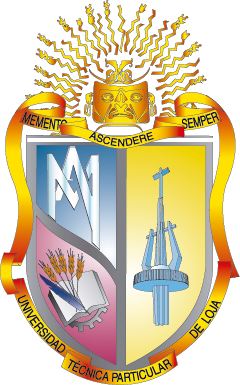 MEMENTO ASCENDERE SEMPER
UNIVERSIDAD TÉCNICA PARTICULAR DE LOJA